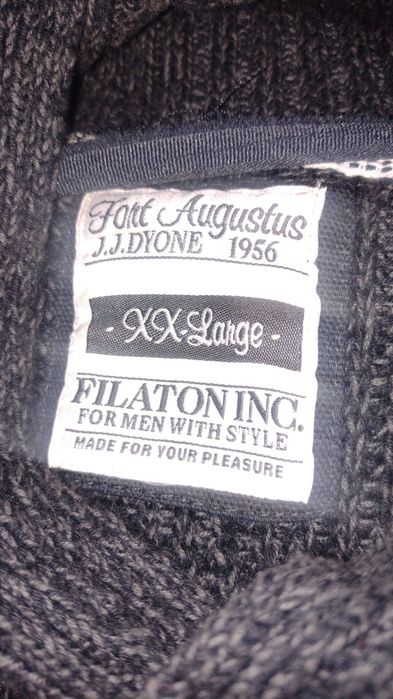 Fort Augustus
J.J.DYONE 1956
- XX-Large -
FILATON INC.
FOR MEN WITH STYLE
MADE FOR YOUR PLEASURE